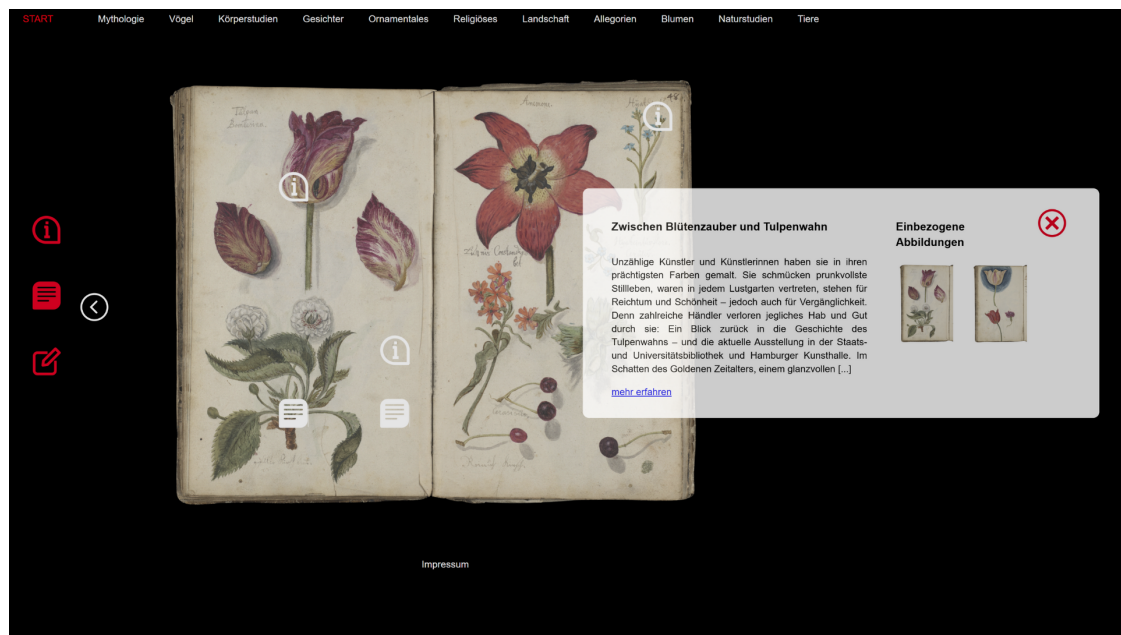 START Mythologie Vögel Körperstudien Gesichter Ornamentales Religiöses Landschaft Allegorien Blumen Naturstudien Tiere
Zwischen Blütenzauber und Tulpenwahn
Unzählige Künstler und Künstlerinnen haben sie in ihren
prächtigsten Farben gemalt. Sie schmücken prunkvollste
Stillleben, waren in jedem Lustgarten vertreten, stehen für
Reichtum und Schönheit – jedoch auch für Vergänglichkeit.
Denn zahlreiche Händler verloren jegliches Hab und Gut
durch sie: Ein Blick zurück in die Geschichte des
Tulpenwahns – und die aktuelle Ausstellung in der Staats-
und Universitätsbibliothek und Hamburger Kunsthalle. Im
Schatten des Goldenen Zeitalters, einem glanzvollen [...]
mehr erfahren
Einbezogene
Abbildungen
Impressum